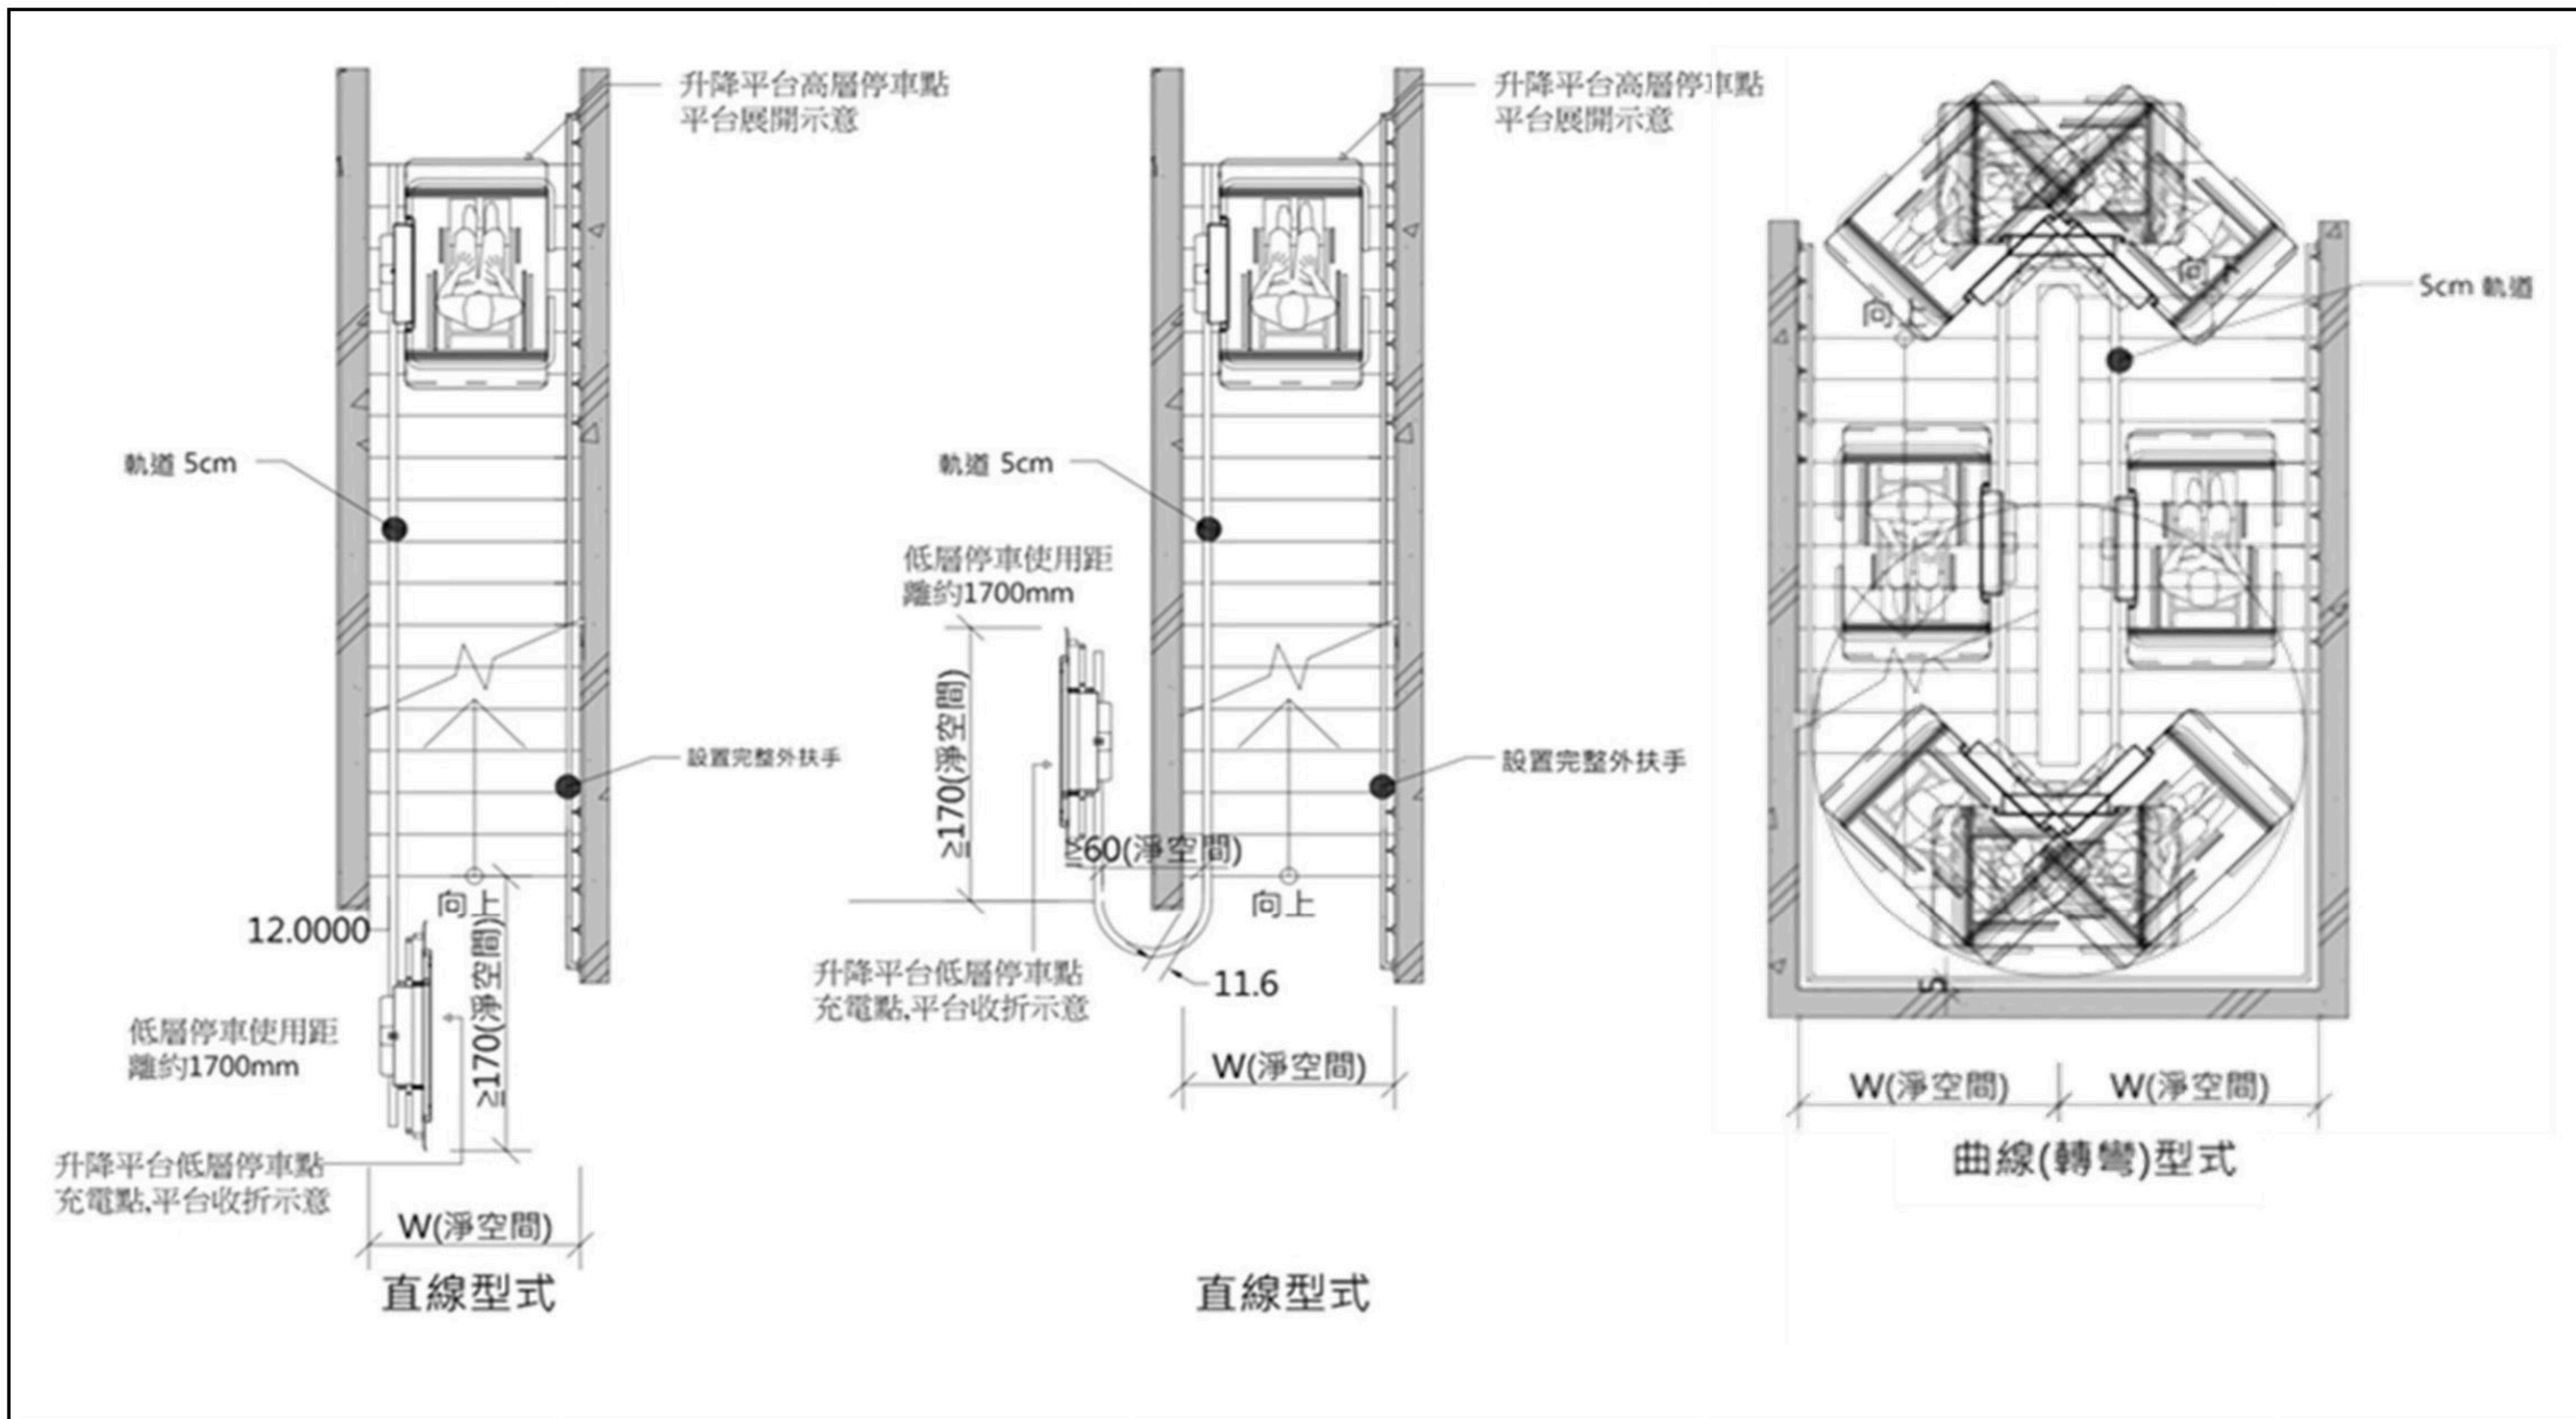 升降平台高層停車點
平台展開示意
軌道 5cm
設置完整外扶手
向上
12.0000
≧170(淨空間)
低層停車使用距
離約1700mm
升降平台低層停車點
充電點,平台收折示意
W(淨空間)
直線型式
升降平台高層停車點
平台展開示意
軌道 5cm
低層停車使用距
離約1700mm
≧170(淨空間)
設置完整外扶手
≧60(淨空間)
向上
升降平台低層停車點
充電點,平台收折示意
11.6
W(淨空間)
直線型式
5cm 軌道
向上
向下
5
W(淨空間)
W(淨空間)
曲線(轉彎)型式